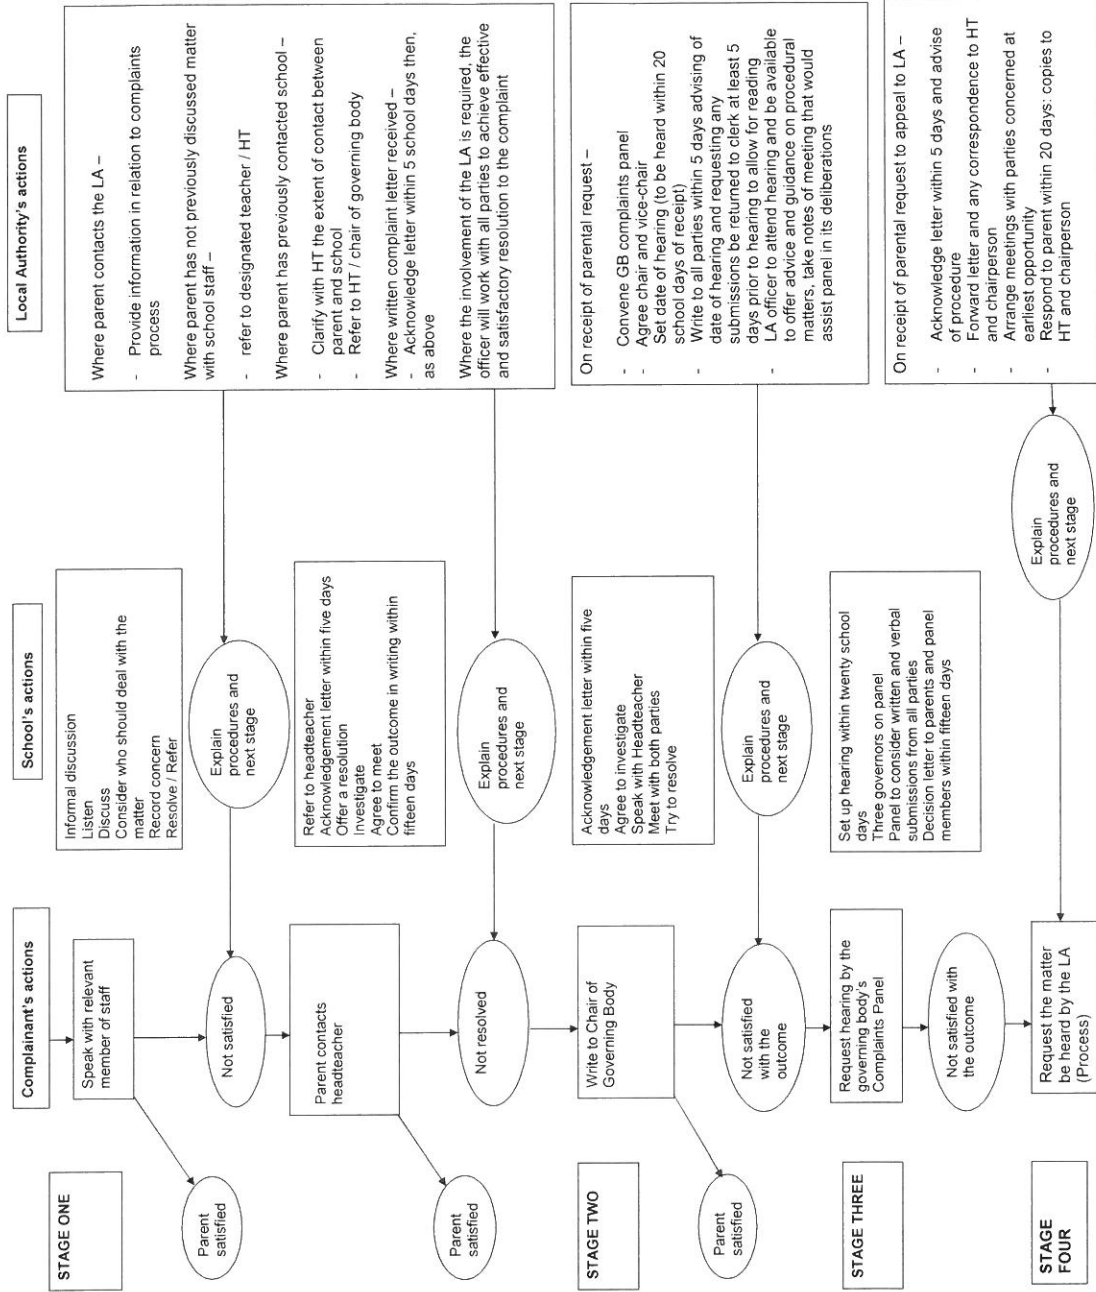 Complainant's actions
School's actions
Local Authority's actions
STAGE ONE
Speak with relevant
member of staff
Parent
satisfied
Not satisfied
Parent contacts
headteacher
Parent
satisfied
Not resolved
Informal discussion
Listen
Discuss
Consider who should deal with the
matter
Record concern
Resolve / Refer
Explain
procedures and
next stage
Refer to headteacher
Acknowledgement letter within five days
Offer a resolution
Investigate
Agree to meet
Confirm the outcome in writing within
fifteen days
Explain
procedures and
next stage
Where parent contacts the LA –
- Provide information in relation to complaints
process
Where parent has not previously discussed matter
with school staff –
- refer to designated teacher / HT
Where parent has previously contacted school –
- Clarify with HT the extent of contact between
parent and school
- Refer to HT / chair of governing body
Where written complaint letter received –
- Acknowledge letter within 5 school days then,
as above
Where the involvement of the LA is required, the
officer will work with all parties to achieve effective
and satisfactory resolution to the complaint
STAGE TWO
Write to Chair of
Governing Body
Parent
satisfied
Not satisfied
with the
outcome
Acknowledgement letter within five
days
Agree to investigate
Speak with Headteacher
Meet with both parties
Try to resolve
Explain
procedures and
next stage
On receipt of parental request –
- Convene GB complaints panel
- Agree chair and vice-chair
- Set date of hearing (to be heard within 20
school days of receipt)
- Write to all parties within 5 days advising of
date of hearing and requesting any
submissions be returned to clerk at least 5
days prior to hearing to allow for reading
- LA officer to attend hearing and be available
to offer advice and guidance on procedural
matters, take notes of meeting that would
assist panel in its deliberations
STAGE THREE
Request hearing by the
governing body's
Complaints Panel
Not satisfied with
the outcome
Set up hearing within twenty school
days
Three governors on panel
Panel to consider written and verbal
submissions from all parties
Decision letter to parents and panel
members within fifteen days
STAGE
FOUR
Request the matter
be heard by the LA
(Process)
Explain
procedures and
next stage
On receipt of parental request to appeal to LA –
- Acknowledge letter within 5 days and advise
of procedure
- Forward letter and any correspondence to HT
and chairperson
- Arrange meetings with parties concerned at
earliest opportunity
- Respond to parent within 20 days: copies to
HT and chairperson